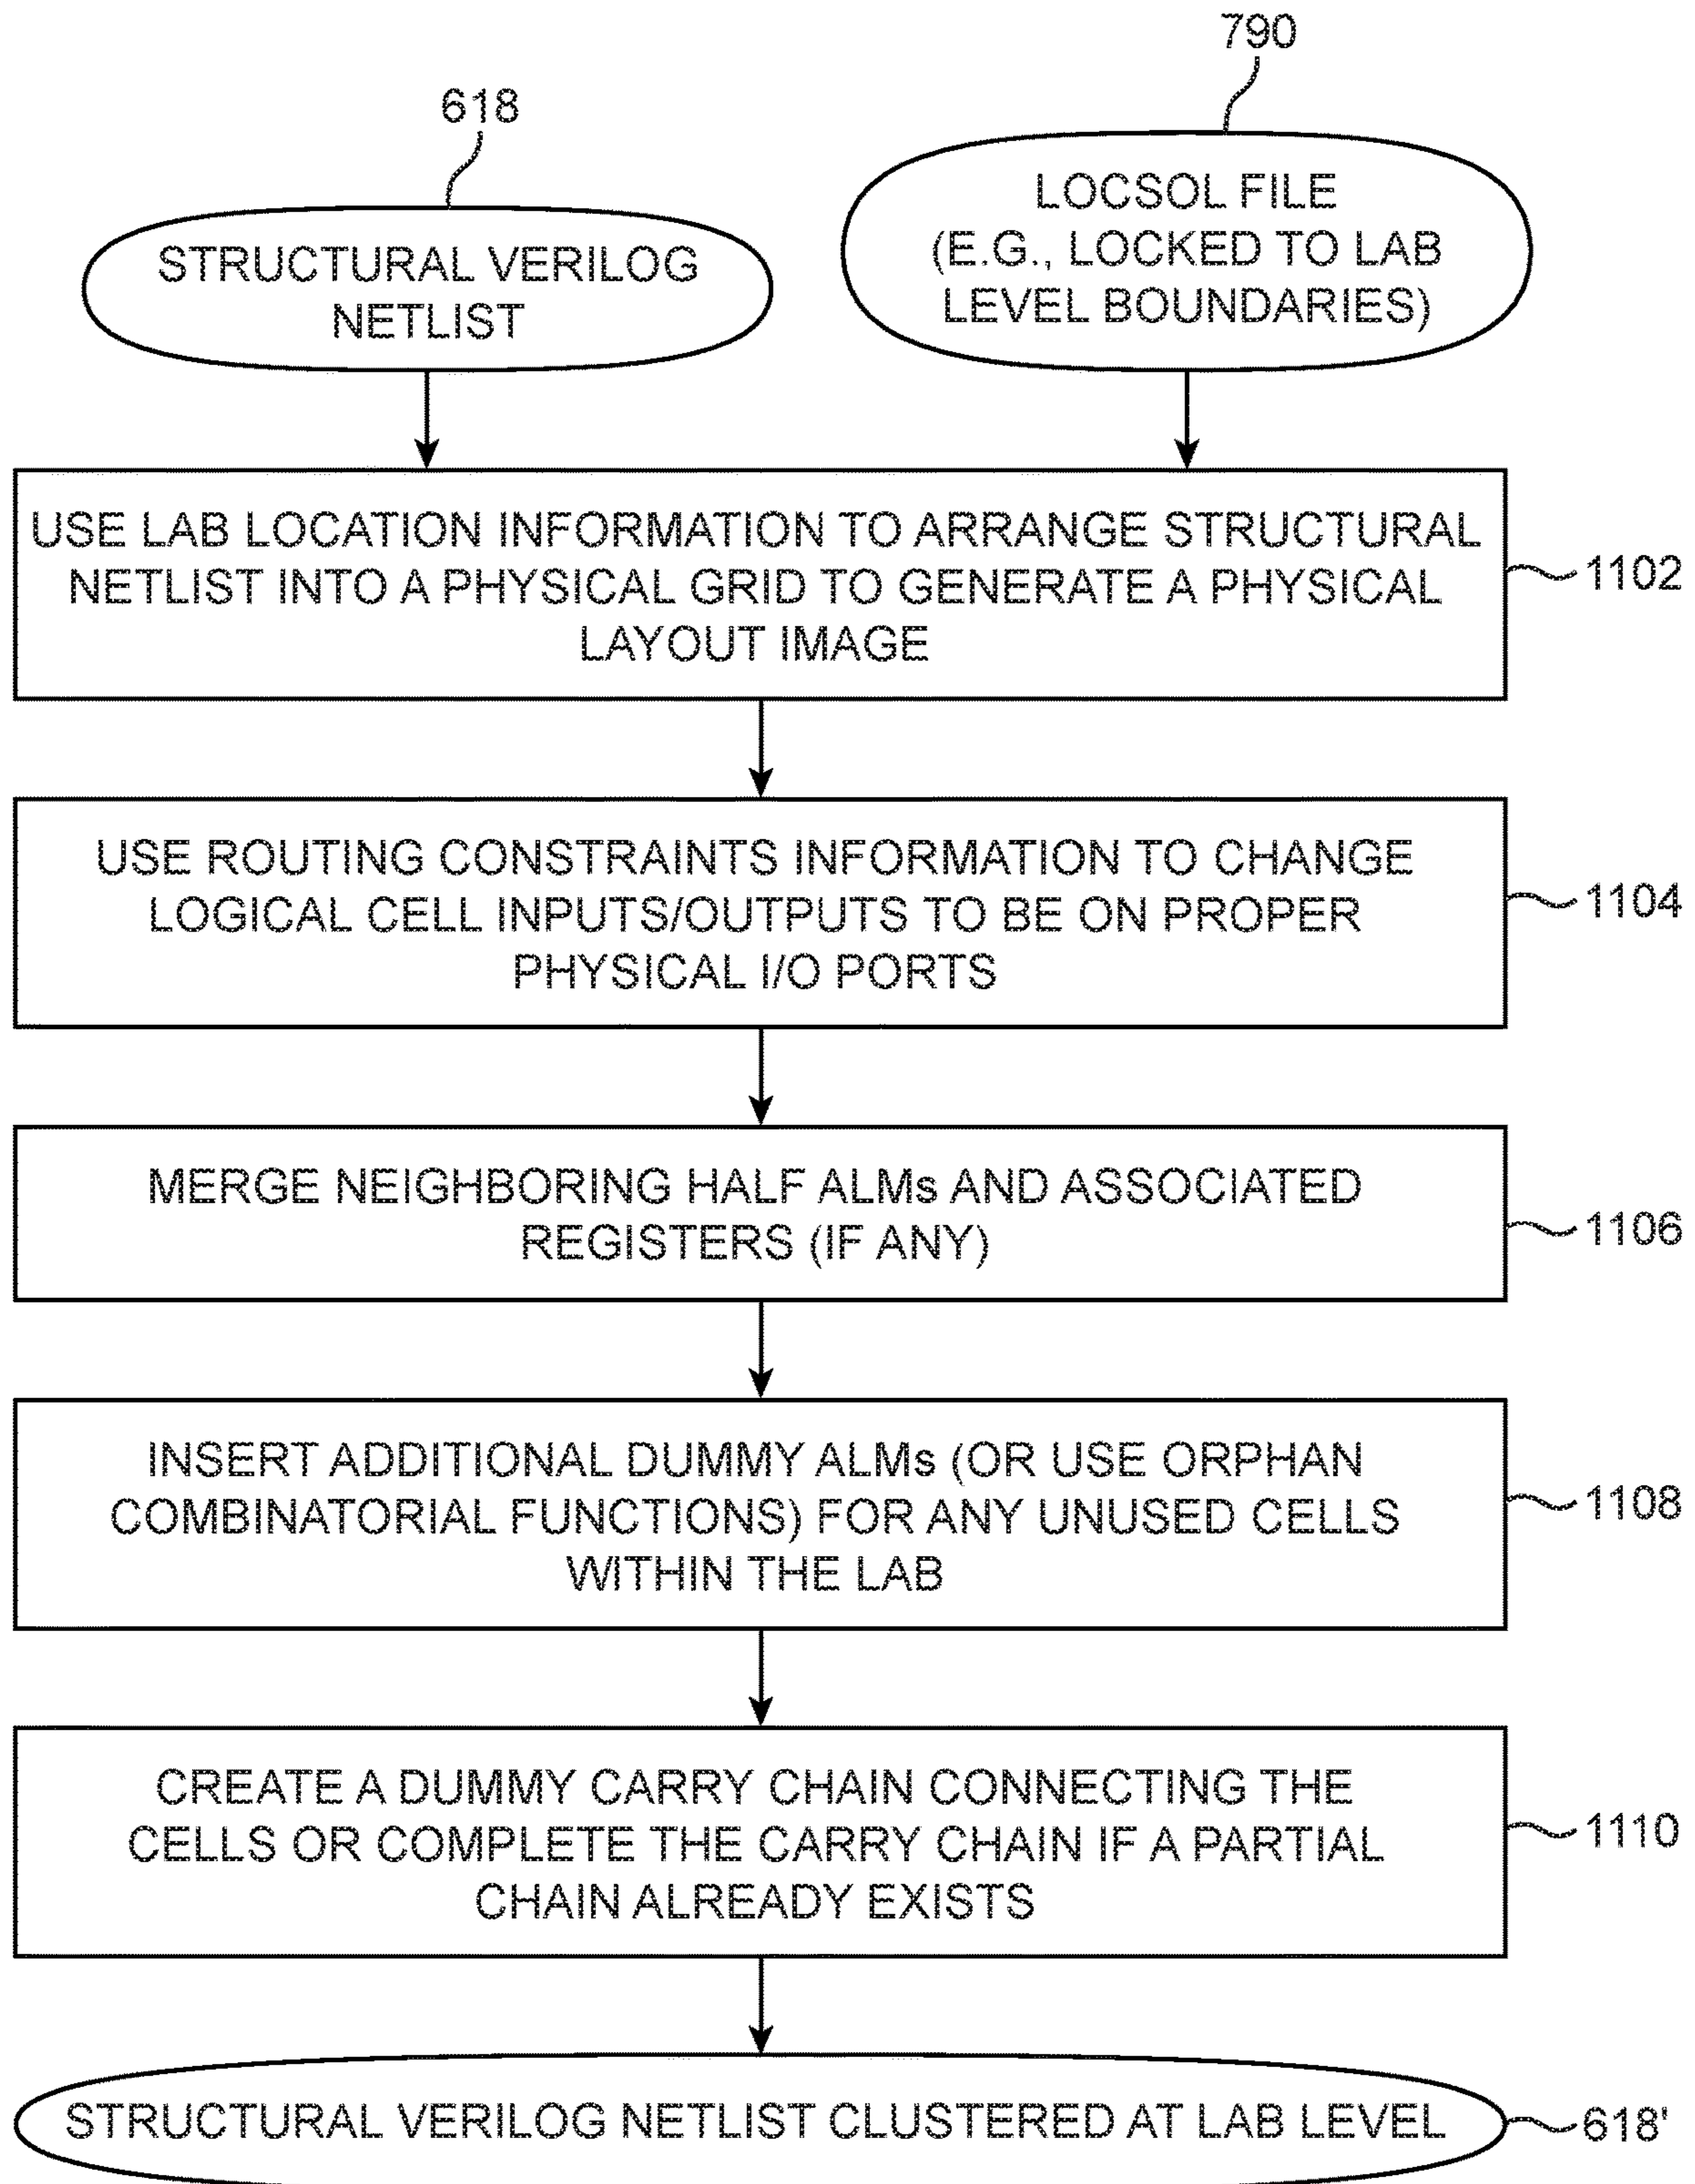 790
618
LOCSOL FILE
(E.G., LOCKED TO LAB
LEVEL BOUNDARIES)
STRUCTURAL VERILOG
NETLIST
USE LAB LOCATION INFORMATION TO ARRANGE STRUCTURAL
NETLIST INTO A PHYSICAL GRID TO GENERATE A PHYSICAL
LAYOUT IMAGE
1102
USE ROUTING CONSTRAINTS INFORMATION TO CHANGE
LOGICAL CELL INPUTS/OUTPUTS TO BE ON PROPER
PHYSICAL I/O PORTS
1104
MERGE NEIGHBORING HALF ALMs AND ASSOCIATED
REGISTERS (IF ANY)
1106
INSERT ADDITIONAL DUMMY ALMs (OR USE ORPHAN
COMBINATORIAL FUNCTIONS) FOR ANY UNUSED CELLS
WITHIN THE LAB
1108
CREATE A DUMMY CARRY CHAIN CONNECTING THE
CELLS OR COMPLETE THE CARRY CHAIN IF A PARTIAL
CHAIN ALREADY EXISTS
1110
STRUCTURAL VERILOG NETLIST CLUSTERED AT LAB LEVEL
618'